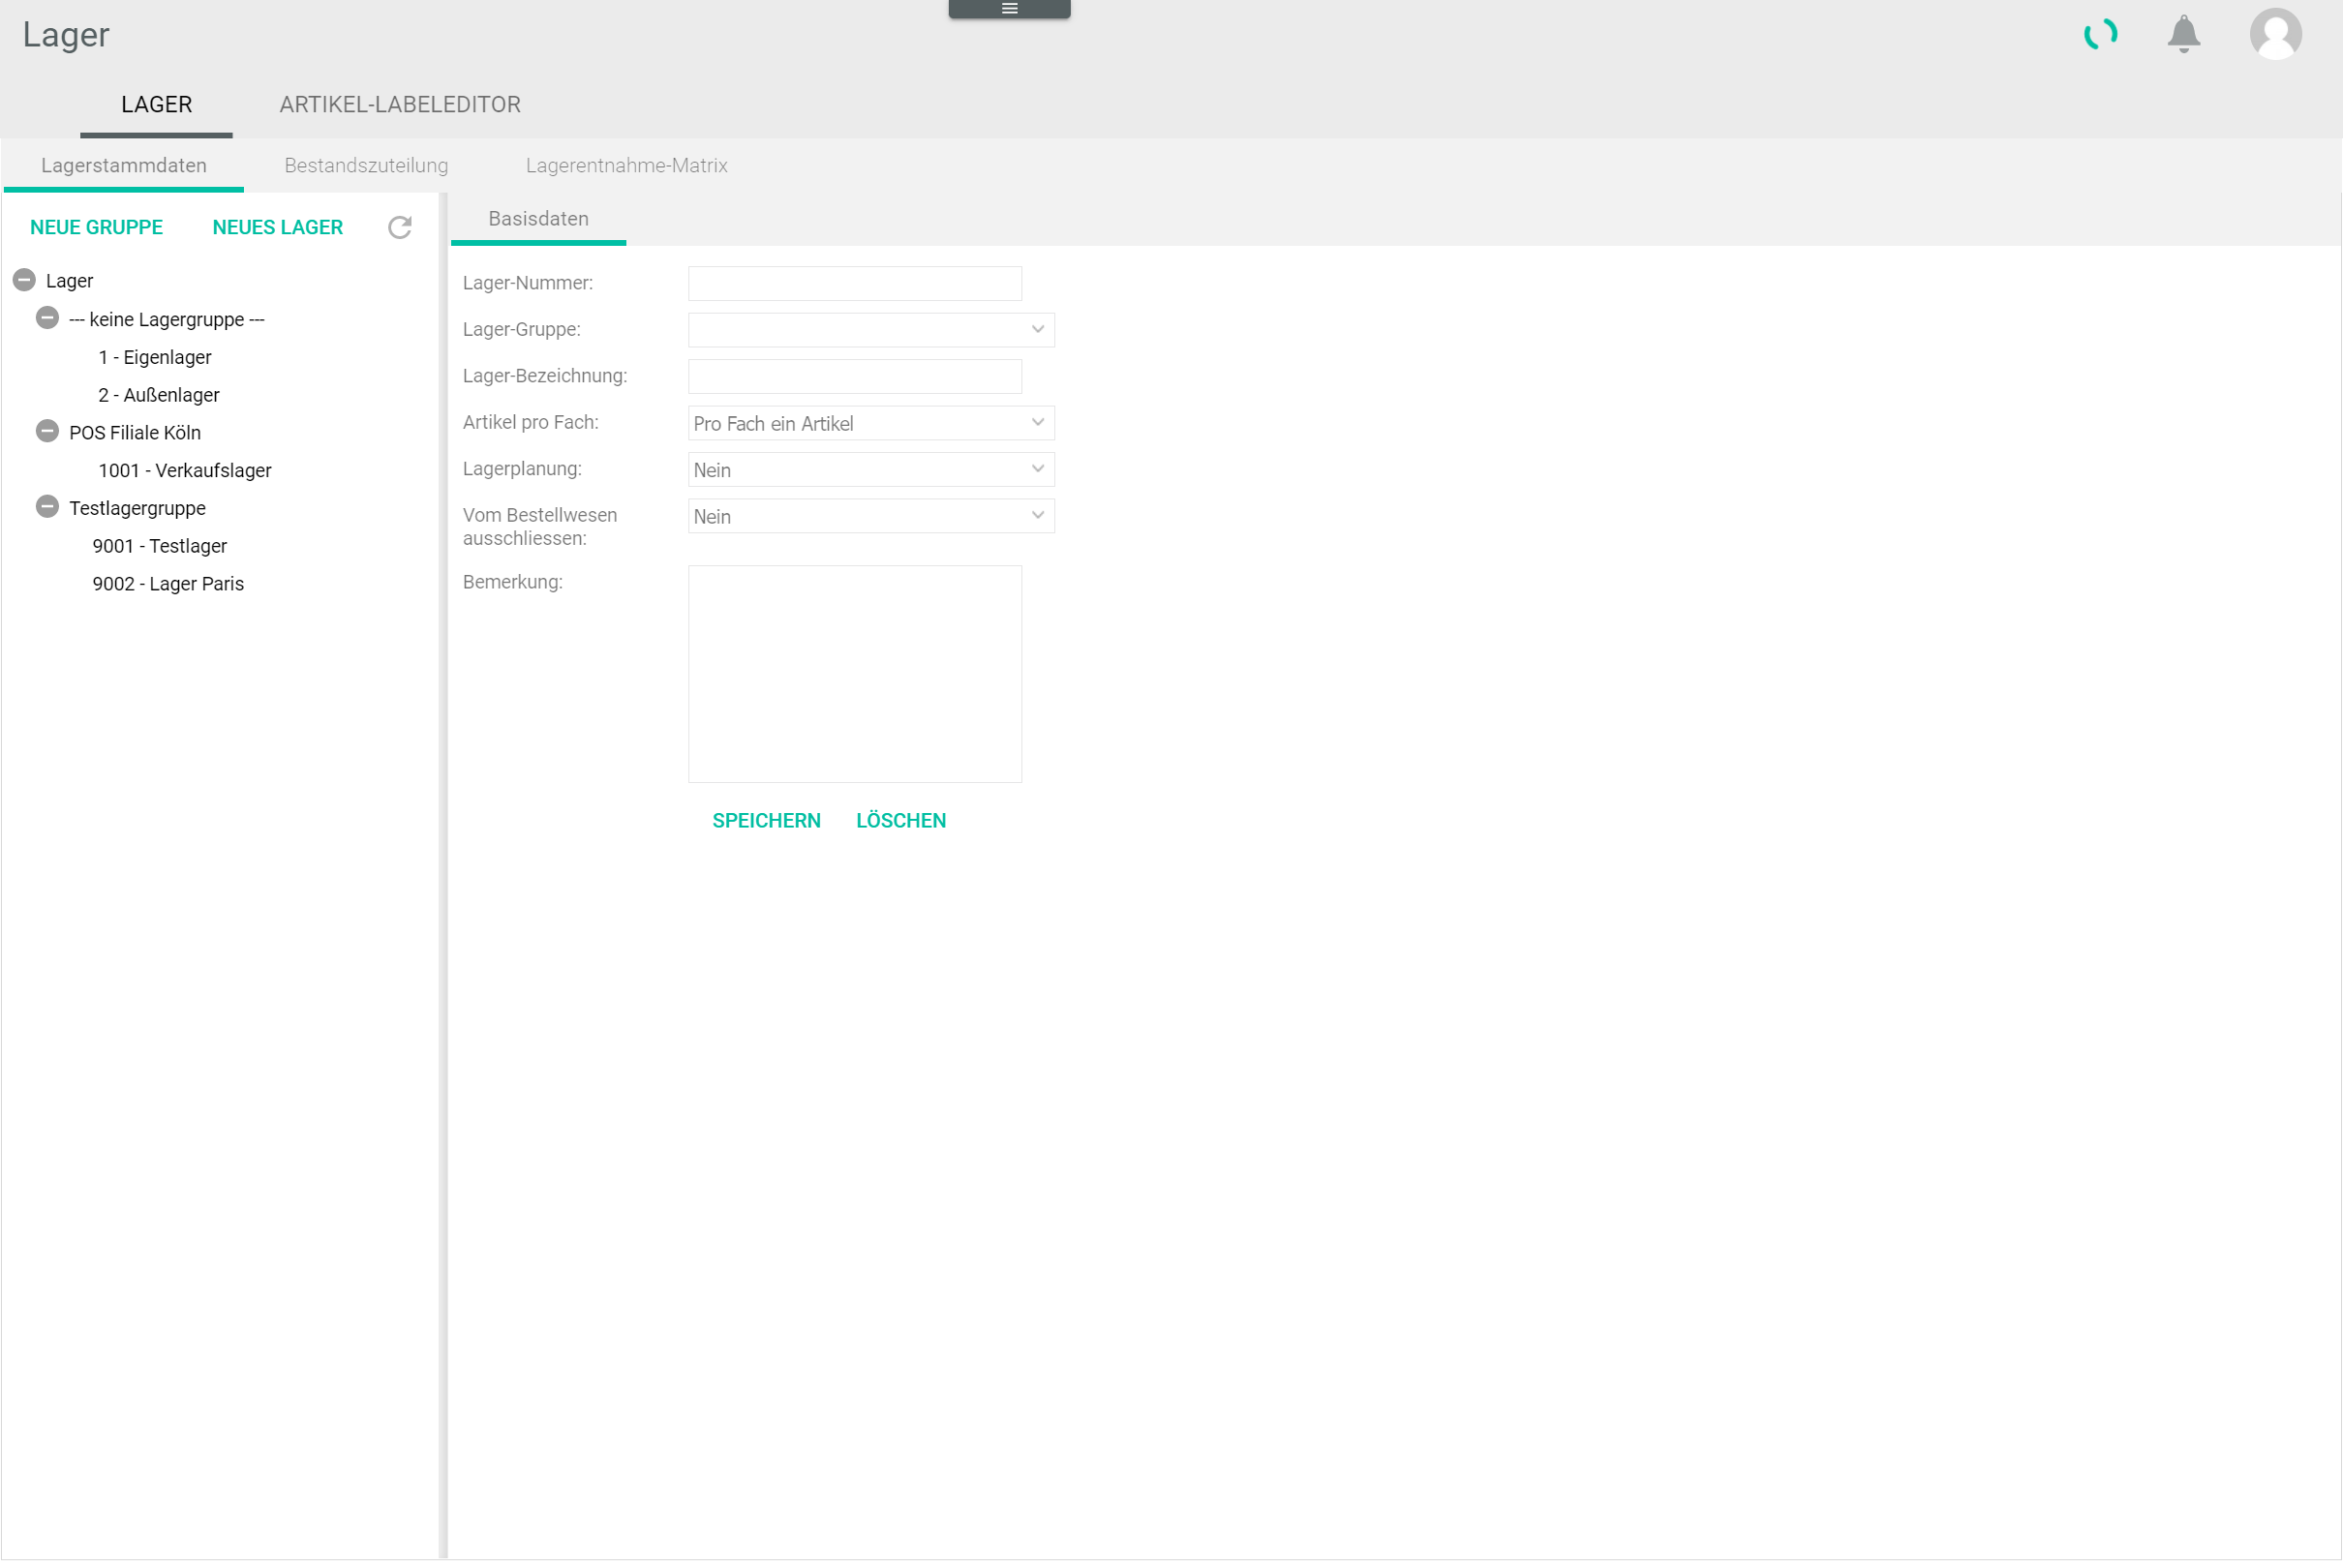 Lager
LAGER
ARTIKEL-LABELEDITOR
Lagerstammdaten
Bestandszuteilung
Lagerentnahme-Matrix
NEUE GRUPPE
NEUES LAGER
Lager
--- keine Lagergruppe ---
1 - Eigenlager
2 - Außenlager
POS Filiale Köln
1001 - Verkaufslager
Testlagergruppe
9001 - Testlager
9002 - Lager Paris
Basisdaten
Lager-Nummer:
Lager-Gruppe:
Lager-Bezeichnung:
Artikel pro Fach:
Pro Fach ein Artikel
Lagerplanung:
Nein
Vom Bestellwesen
ausschliessen:
Nein
Bemerkung:
SPEICHERN
LÖSCHEN